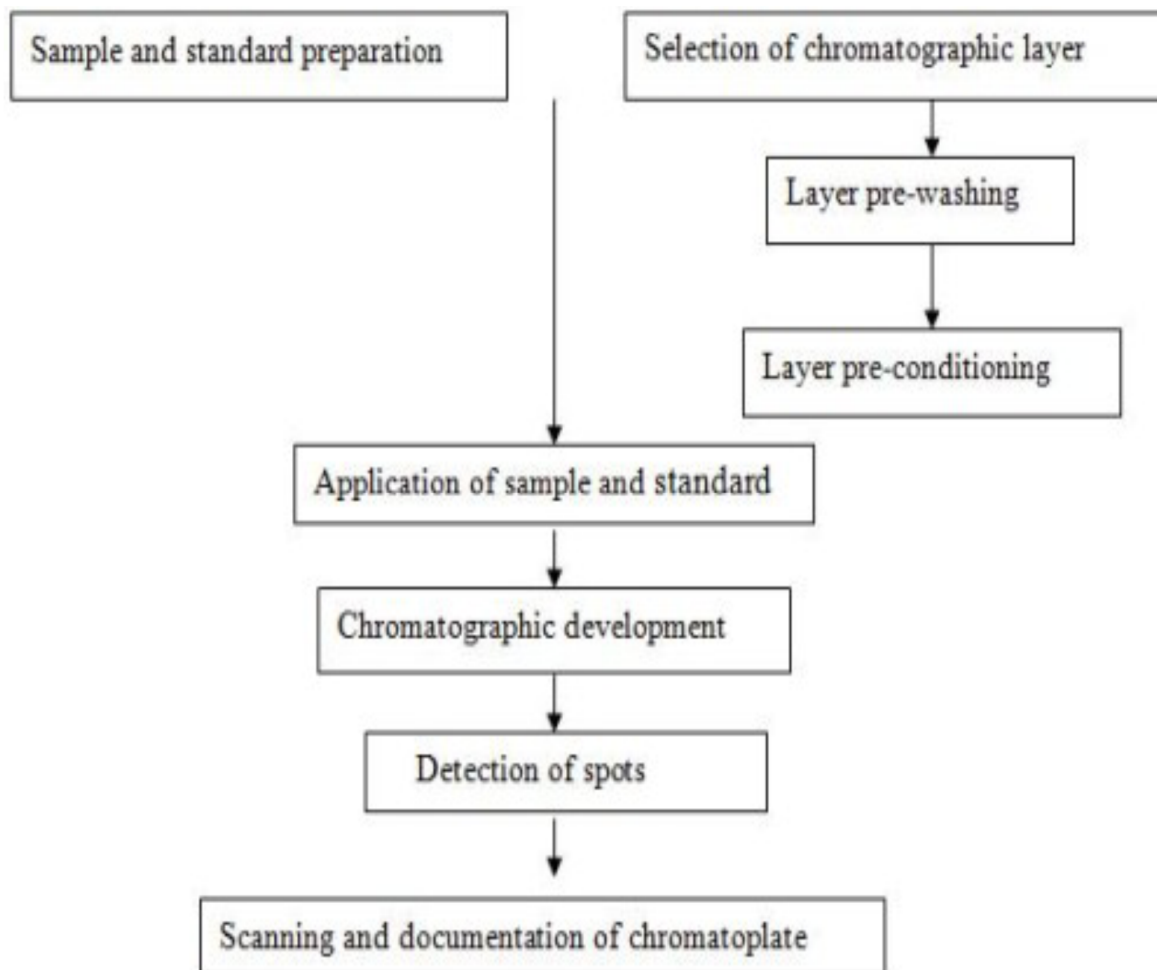 Sample and standard preparation
Selection of chromatographic layer
Layer pre-washing
Layer pre-conditioning
Application of sample and standard
Chromatographic development
Detection of spots
Scanning and documentation of chromatoplate